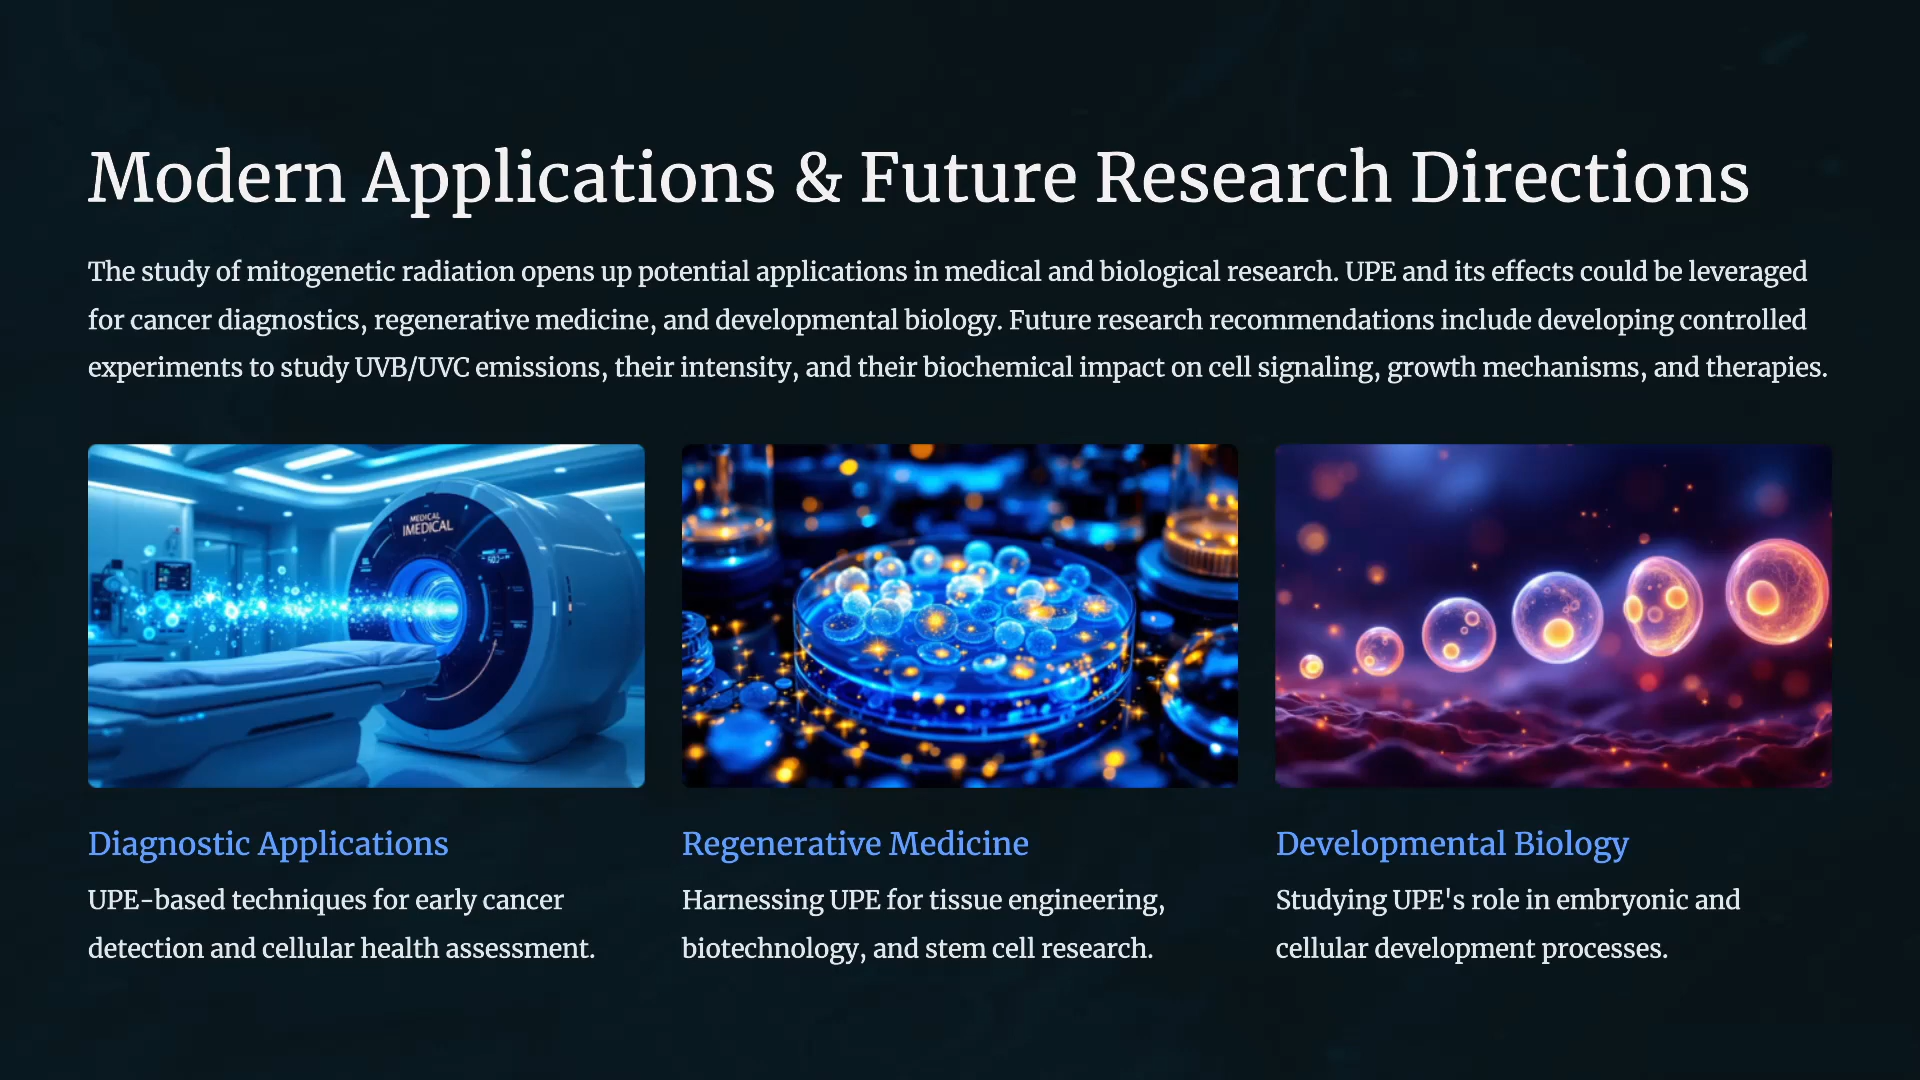 Modern Applications & Future Research Directions
The study of mitogenetic radiation opens up potential applications in medical and biological research. UPE and its effects could be leveraged
for cancer diagnostics, regenerative medicine, and developmental biology. Future research recommendations include developing controlled
experiments to study UVB/UVC emissions, their intensity, and their biochemical impact on cell signaling, growth mechanisms, and therapies.
MEDICAL
IMEDICAL
Diagnostic Applications
UPE-based techniques for early cancer
detection and cellular health assessment.
Regenerative Medicine
Harnessing UPE for tissue engineering,
biotechnology, and stem cell research.
Developmental Biology
Studying UPE's role in embryonic and
cellular development processes.